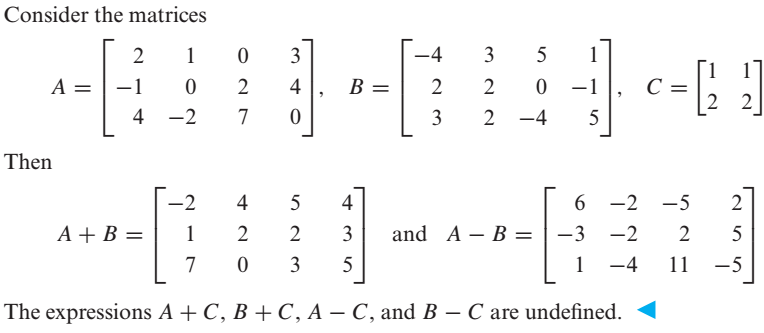 Consider the matrices
A = [ 2 1 0 3 ; −1 0 2 4 ; 4 −2 7 0 ], B = [ −4 3 5 1 ; 2 2 0 −1 ; 3 2 −4 5 ], C = [ 1 1 ; 2 2 ]
Then
A + B = [ −2 4 5 4 ; 1 2 2 3 ; 7 0 3 5 ] and A − B = [ 6 −2 −5 2 ; −3 −2 2 5 ; 1 −4 11 −5 ]
The expressions A + C, B + C, A − C, and B − C are undefined. ◀